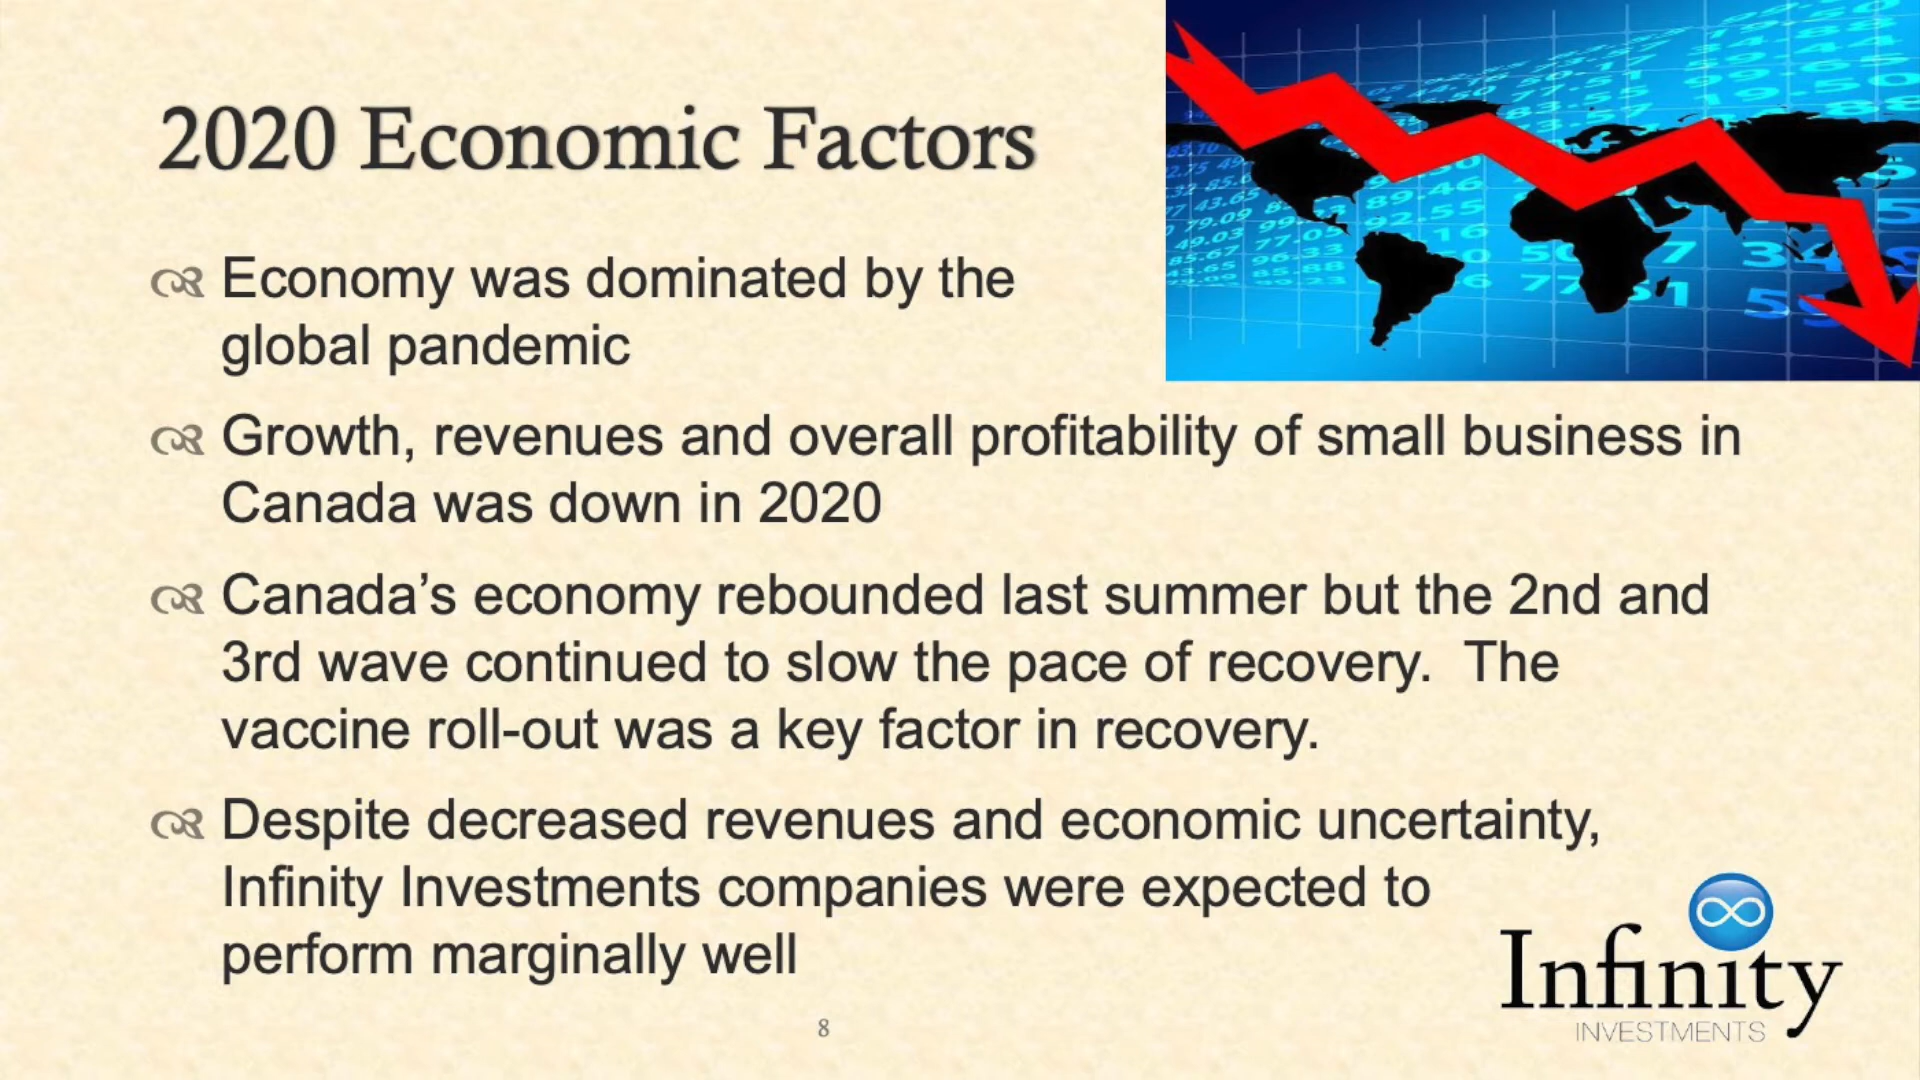 2020 Economic Factors
Economy was dominated by the
global pandemic
Growth, revenues and overall profitability of small business in
Canada was down in 2020
Canada’s economy rebounded last summer but the 2nd and
3rd wave continued to slow the pace of recovery.  The
vaccine roll-out was a key factor in recovery.
Despite decreased revenues and economic uncertainty,
Infinity Investments companies were expected to
perform marginally well
8
Infinity
INVESTMENTS